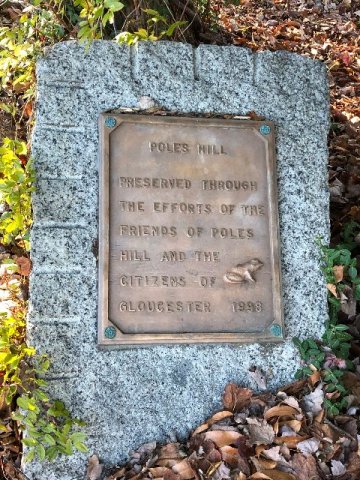 POLES HILL
PRESERVED THROUGH
THE EFFORTS OF THE
FRIENDS OF POLES
HILL AND THE
CITIZENS OF
GLOUCESTER 1998